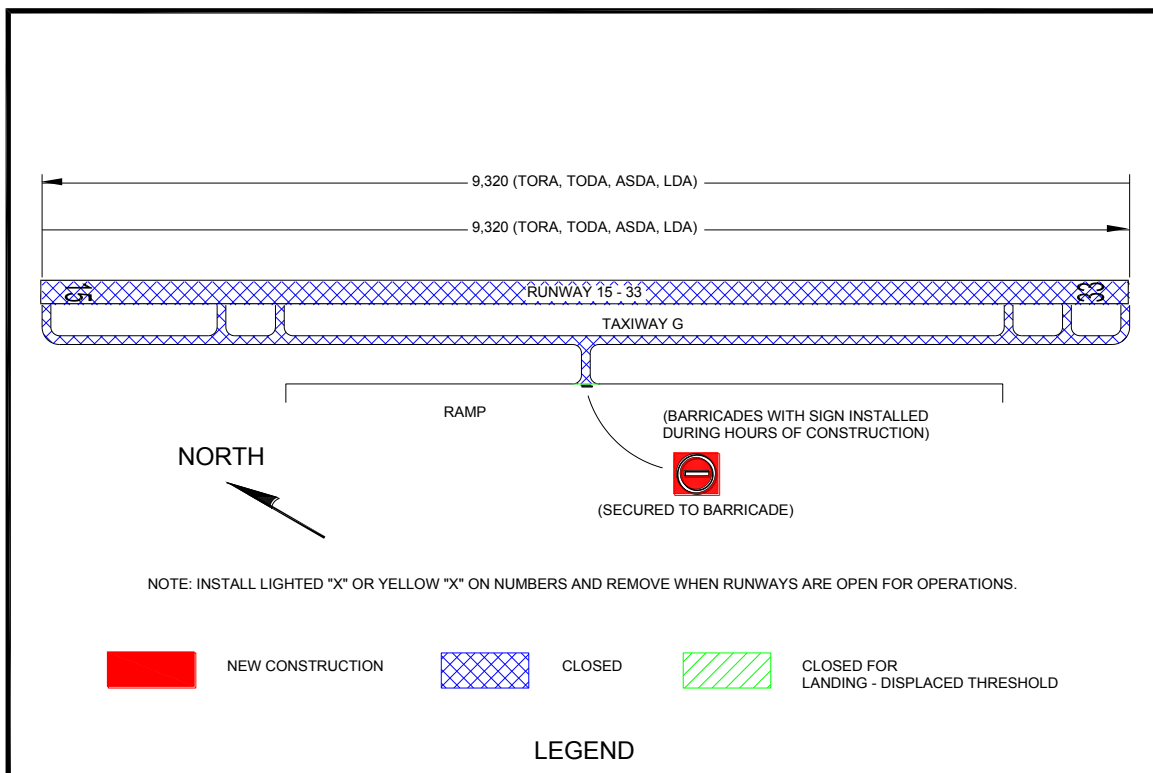 9,320 (TORA, TODA, ASDA, LDA)
9,320 (TORA, TODA, ASDA, LDA)
15
RUNWAY 15 - 33
33
TAXIWAY G
RAMP
(BARRICADES WITH SIGN INSTALLED
DURING HOURS OF CONSTRUCTION)
NORTH
(SECURED TO BARRICADE)
NOTE: INSTALL LIGHTED "X" OR YELLOW "X" ON NUMBERS AND REMOVE WHEN RUNWAYS ARE OPEN FOR OPERATIONS.
NEW CONSTRUCTION
CLOSED
CLOSED FOR
LANDING - DISPLACED THRESHOLD
LEGEND